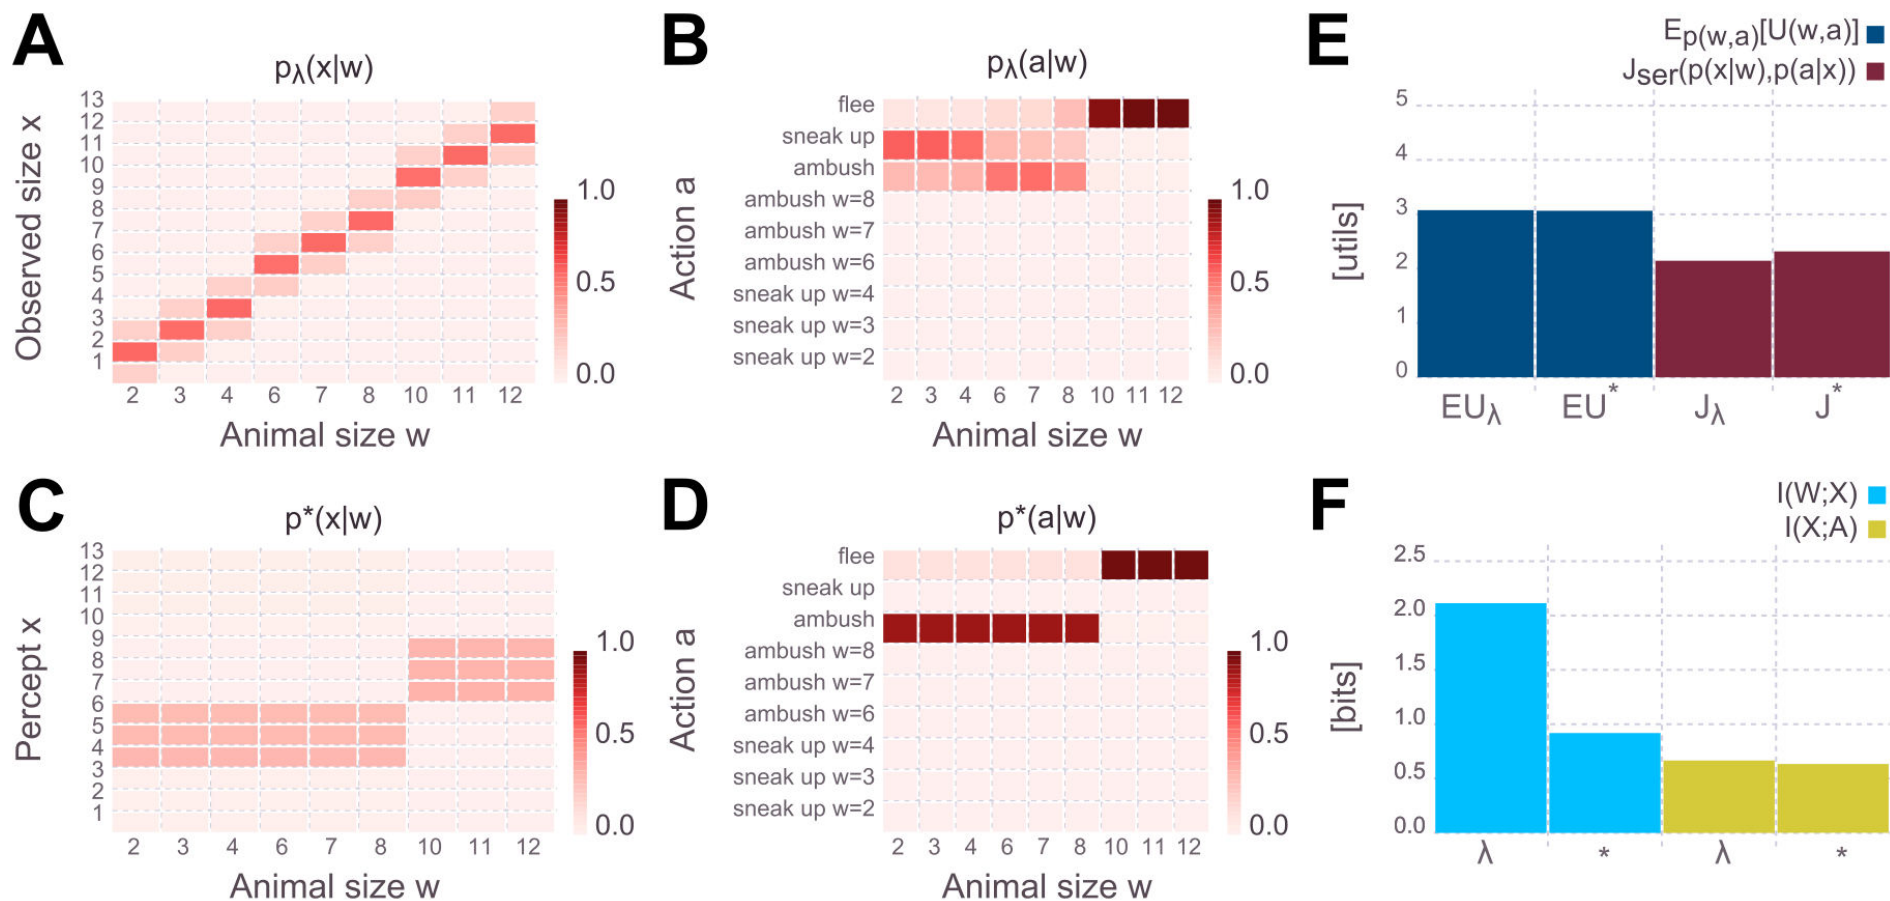 A
pλ(x|w)
Observed size x
13
12
11
10
9
8
7
6
5
4
3
2
1
2 3 4 6 7 8 10 11 12
Animal size w
1.0
0.5
0.0
B
pλ(a|w)
Action a
flee
sneak up
ambush
ambush w=8
ambush w=7
ambush w=6
sneak up w=4
sneak up w=3
sneak up w=2
2 3 4 6 7 8 10 11 12
Animal size w
1.0
0.5
0.0
E
Ep(w,a)[U(w,a)]
Jser(p(x|w),p(a|x))
[utils]
5
4
3
2
1
0
EUλ EU* Jλ J*
C
p*(x|w)
Percept x
13
12
11
10
9
8
7
6
5
4
3
2
1
2 3 4 6 7 8 10 11 12
Animal size w
1.0
0.5
0.0
D
p*(a|w)
Action a
flee
sneak up
ambush
ambush w=8
ambush w=7
ambush w=6
sneak up w=4
sneak up w=3
sneak up w=2
2 3 4 6 7 8 10 11 12
Animal size w
1.0
0.5
0.0
F
I(W;X)
I(X;A)
[bits]
2.5
2.0
1.5
1.0
0.5
0.0
λ * λ *